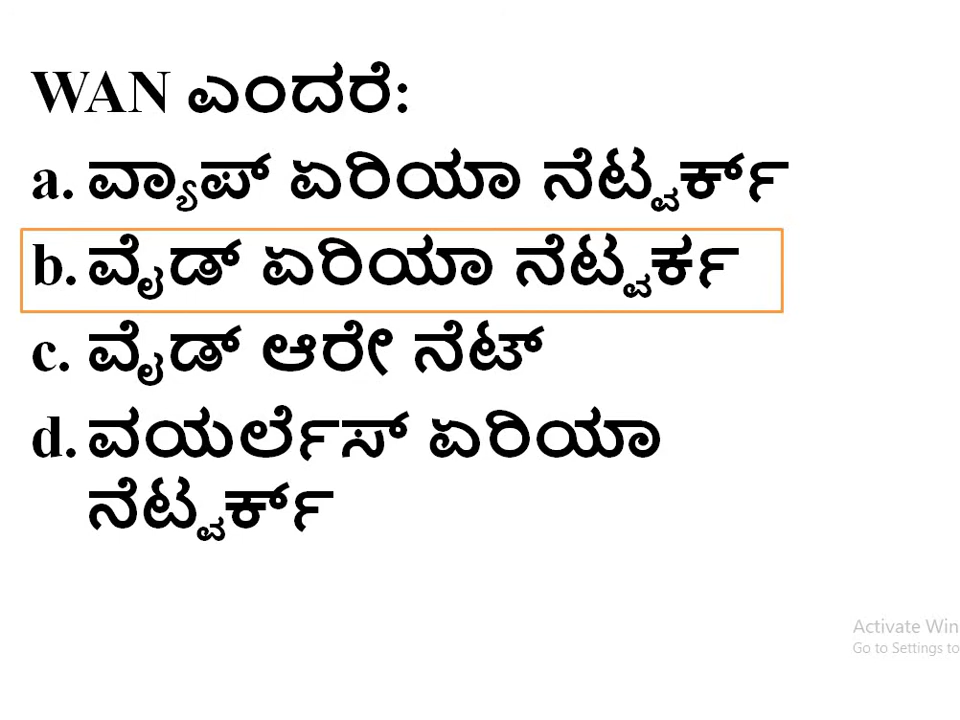 WAN ಎಂದರೆ:
a. ವ್ಯಾಪ್ ಏರಿಯಾ ನೆಟ್ವರ್ಕ್
b. ವೈಡ್ ಏರಿಯಾ ನೆಟ್ವರ್ಕ
c. ವೈಡ್ ಆರೇ ನೆಟ್
d. ವಯರ್ಲೆಸ್ ಏರಿಯಾ
ನೆಟ್ವರ್ಕ್
Activate Win
Go to Settings to